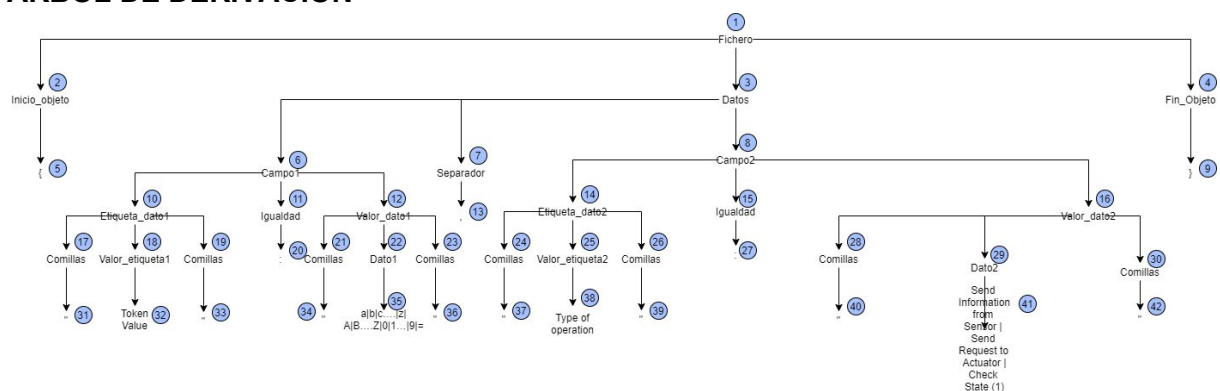 ÁRBOL DE DERIVACIÓN
1
Fichero
2
3
4
Inicio_objeto
Datos
Fin_Objeto
5
{
6
7
8
9
}
Campo1
Separador
Campo2
10
11
12
13
,
14
15
16
Etiqueta_dato1
Igualdad
Valor_dato1
Etiqueta_dato2
Igualdad
Valor_dato2
17
18
19
20
:
21
22
23
24
25
26
27
:
28
29
30
Comillas
Valor_etiqueta1
Comillas
Comillas
Dato1
Comillas
Comillas
Valor_etiqueta2
Comillas
Comillas
Dato2
Comillas
" 31
Token
Value
32
" 33
34 "
35
a|b|c....|z|
A|B....Z|0|1...|9|=
" 36
" 37
38
Type of
operation
" 39
" 40
41
Send
Information
from
Sensor |
Send
Request to
Actuator |
Check
State (1)
" 42